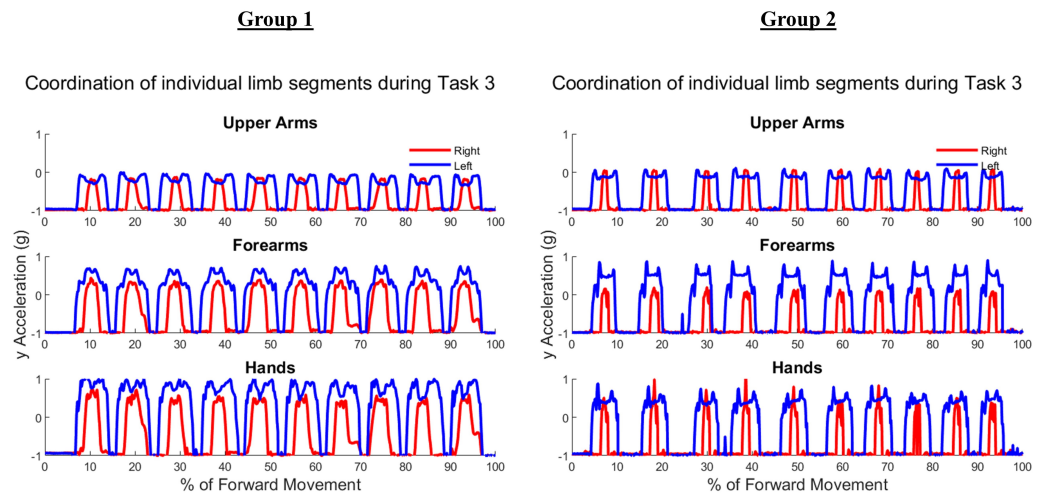 Group 1
Coordination of individual limb segments during Task 3
Upper Arms
1
0
-1
Right
Left
0 10 20 30 40 50 60 70 80 90 100
Forearms
1
0
-1
0 10 20 30 40 50 60 70 80 90 100
Hands
1
0
-1
0 10 20 30 40 50 60 70 80 90 100
y Acceleration (g)
% of Forward Movement
Group 2
Coordination of individual limb segments during Task 3
Upper Arms
1
0
-1
Right
Left
0 10 20 30 40 50 60 70 80 90 100
Forearms
1
0
-1
0 10 20 30 40 50 60 70 80 90 100
Hands
1
0
-1
0 10 20 30 40 50 60 70 80 90 100
y Acceleration (g)
% of Forward Movement